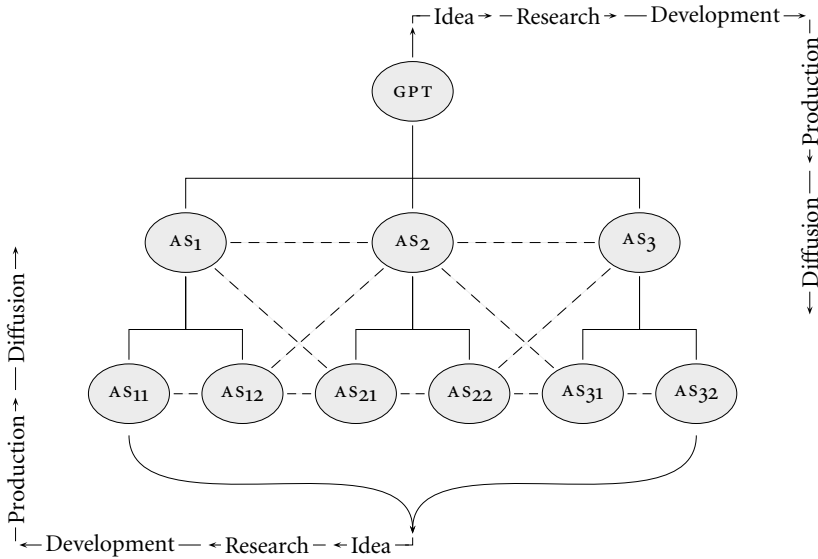 Idea Research Development
Production
Diffusion
GPT
AS1 AS2 AS3
AS11 AS12 AS21 AS22 AS31 AS32
Diffusion
Production
Development Research Idea